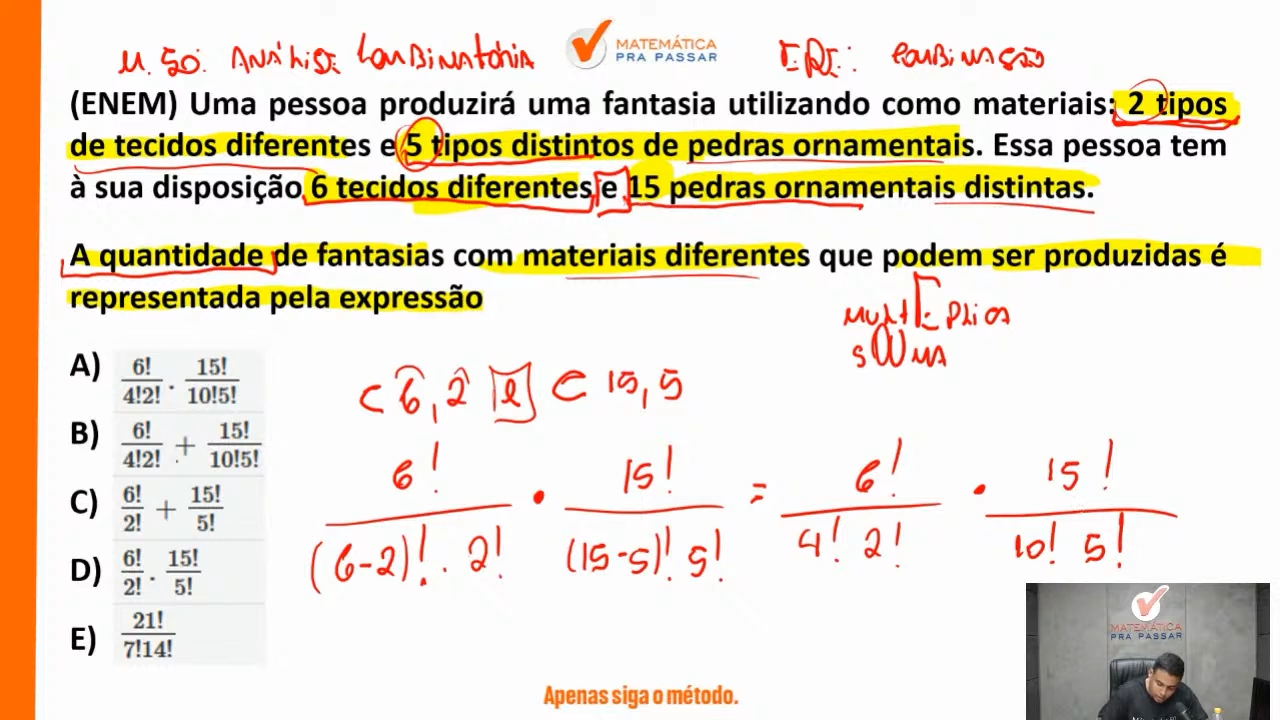 M. 50: ANÁLISE COMBINATÓRIA
MATEMÁTICA
PRA PASSAR
ERE: COMBINAÇÃO
(ENEM) Uma pessoa produzirá uma fantasia utilizando como materiais: 2 tipos
de tecidos diferentes e 5 tipos distintos de pedras ornamentais. Essa pessoa tem
à sua disposição 6 tecidos diferentes e 15 pedras ornamentais distintas.
A quantidade de fantasias com materiais diferentes que podem ser produzidas é
representada pela expressão
MULTIPLICA
SOUMA
A) 6!/4!2! . 15!/10!5!
B) 6!/4!2! + 15!/10!5!
C) 6!/2! + 15!/5!
D) 6!/2! . 15!/5!
E) 21!/7!14!
C 6,2 e C 15,5
6!/(6-2)! . 2! • 15!/(15-5)! 5! = 6!/4! 2! • 15!/10! 5!
MATEMÁTICA
PRA PASSAR
Apenas siga o método.